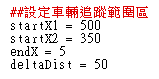 ##設定車輛追蹤範圍區
startX1 = 500
startX2 = 350
endX = 5
deltaDist = 50